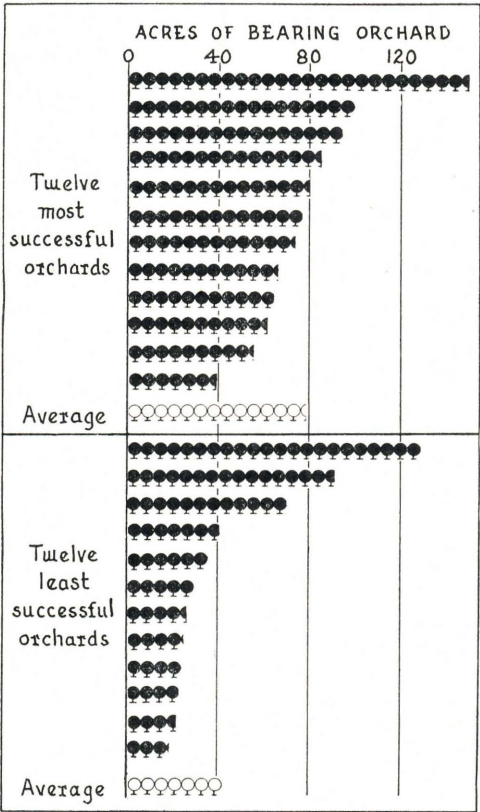 ACRES OF BEARING ORCHARD
0 40 80 120
Twelve
most
successful
orchards
Average
Twelve
least
successful
orchards
Average